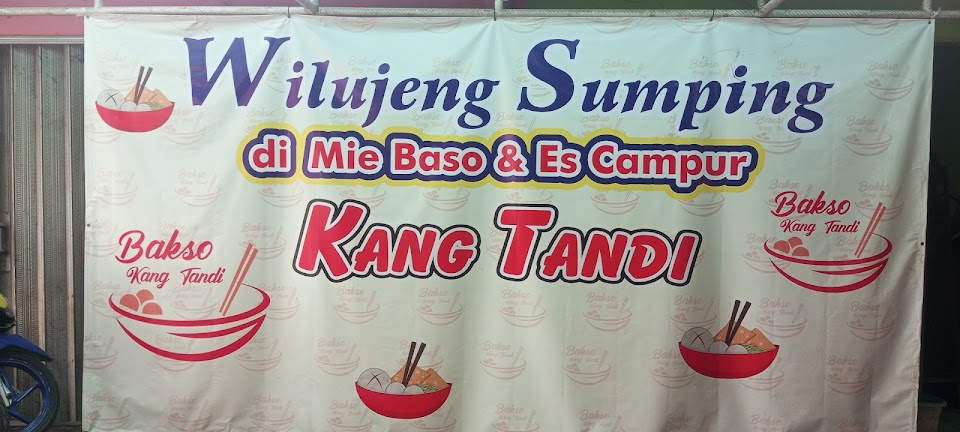 Wilujeng Sumping
di Mie Baso & Es Campur
Kang Tandi
Bakso
Kang Tandi
Bakso
Kang Tandi